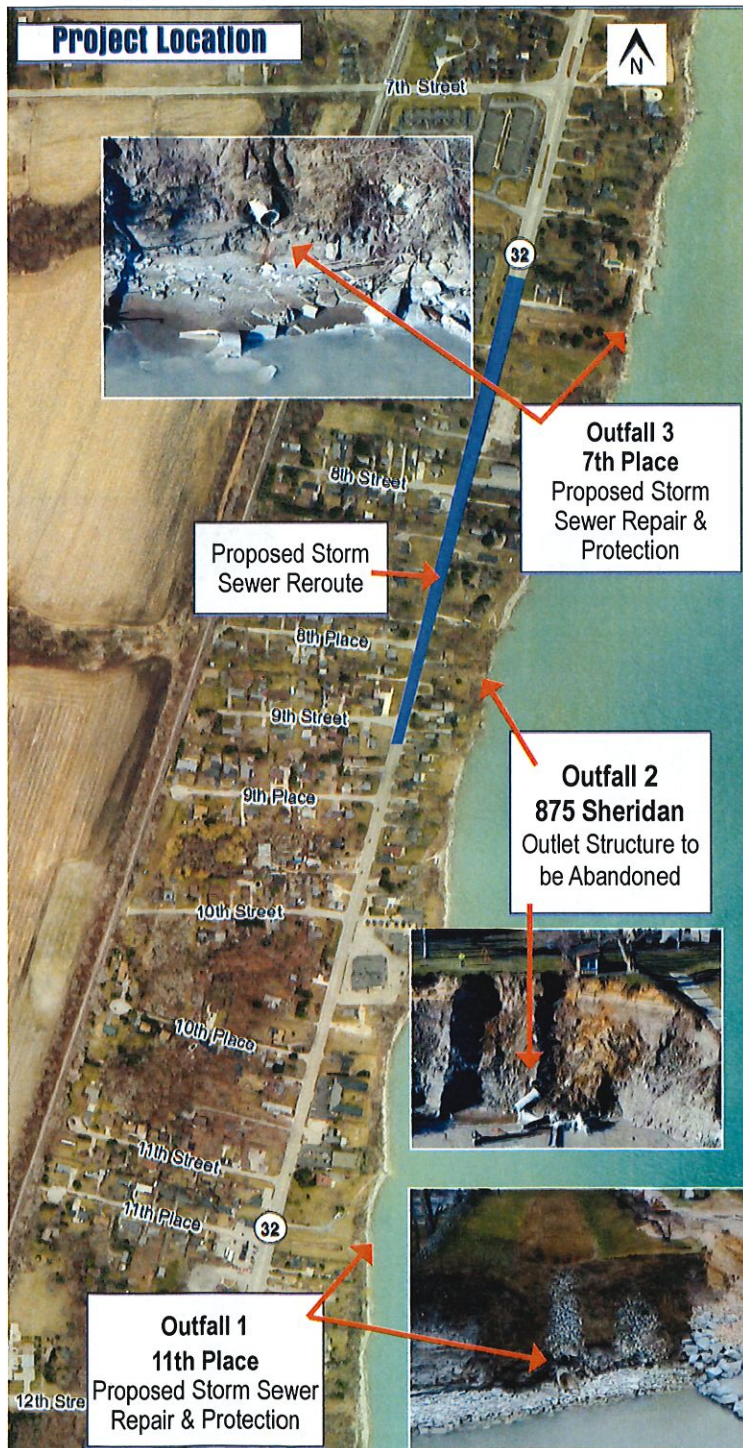 Project Location
N
7th Street
32
Outfall 3
7th Place
Proposed Storm
Sewer Repair &
Protection
8th Street
Proposed Storm
Sewer Reroute
8th Place
9th Street
Outfall 2
875 Sheridan
Outlet Structure to
be Abandoned
9th Place
10th Street
10th Place
11th Street
11th Place
32
Outfall 1
11th Place
Proposed Storm Sewer
Repair & Protection
12th Stre